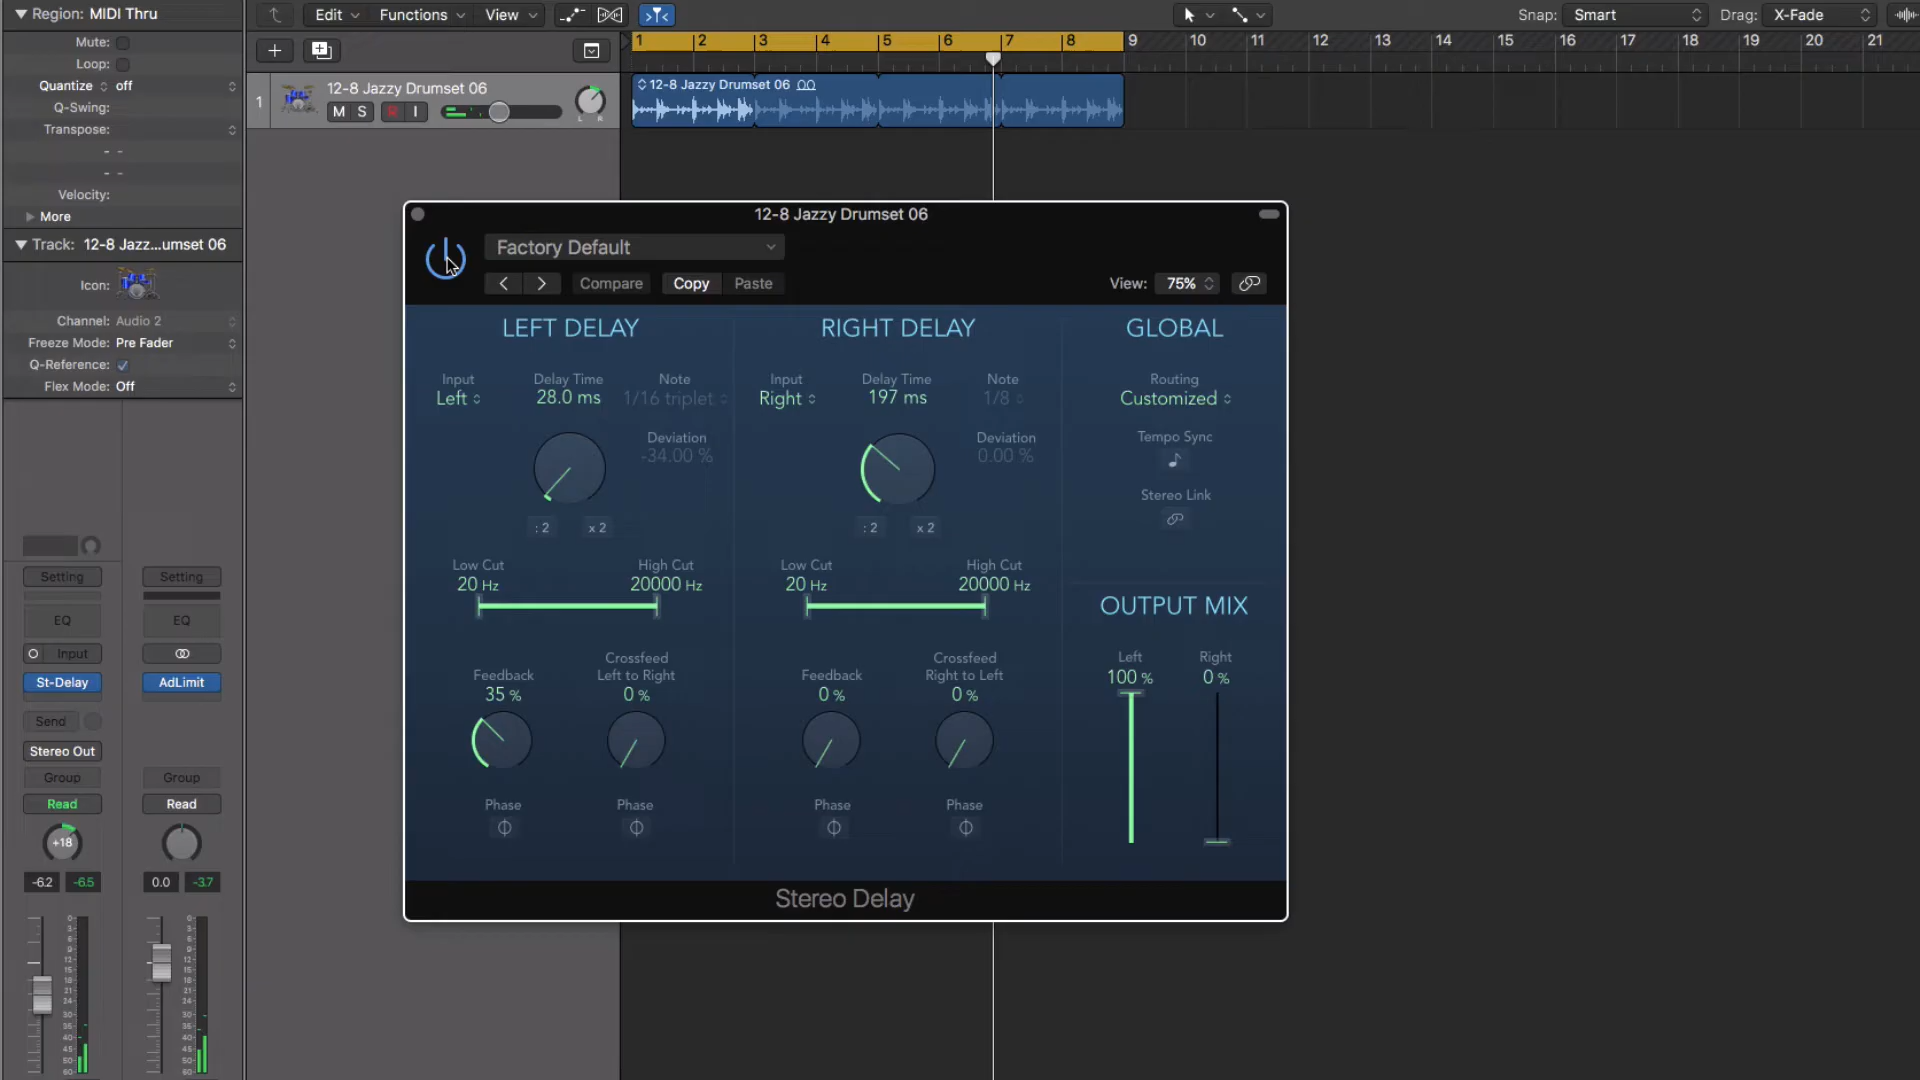 Region: MIDI Thru
Mute:
Loop:
Quantize off
Q-Swing:
Transpose:
- -
- -
Velocity:
More
Track: 12-8 Jazz...umset 06
Icon:
Channel: Audio 2
Freeze Mode: Pre Fader
Q-Reference:
Flex Mode: Off
Setting Setting
EQ EQ
Input
St-Delay AdLimit
Send
Stereo Out
Group Group
Read Read
+18
-6.2 -6.5 0.0 -3.7
Edit Functions View
Snap: Smart Drag: X-Fade
1 2 3 4 5 6 7 8 9 10 11 12 13 14 15 16 17 18 19 20 21
1 12-8 Jazzy Drumset 06
M S R I
L R
12-8 Jazzy Drumset 06
12-8 Jazzy Drumset 06
Factory Default
Compare Copy Paste View: 75%
LEFT DELAY RIGHT DELAY GLOBAL
Input Delay Time Note Input Delay Time Note Routing
Left 28.0 ms 1/16 triplet Right 197 ms 1/8 Customized
Deviation Deviation Tempo Sync
-34.00 % 0.00 %
Stereo Link
: 2 x 2 : 2 x 2
Low Cut High Cut Low Cut High Cut
20 Hz 20000 Hz 20 Hz 20000 Hz
OUTPUT MIX
Feedback Crossfeed Left to Right Feedback Crossfeed Right to Left Left Right
35 % 0 % 0 % 0 % 100 % 0 %
Phase Phase Phase Phase
Stereo Delay